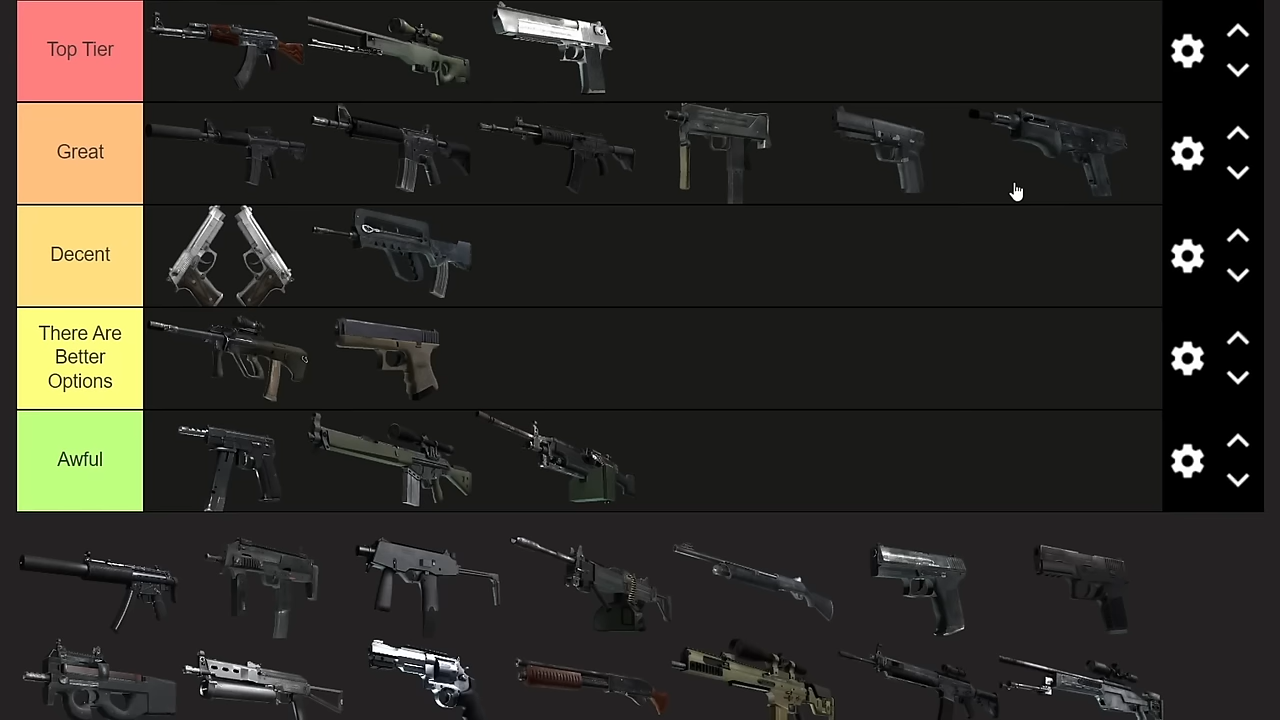 Top Tier
Great
Decent
There Are
Better
Options
Awful